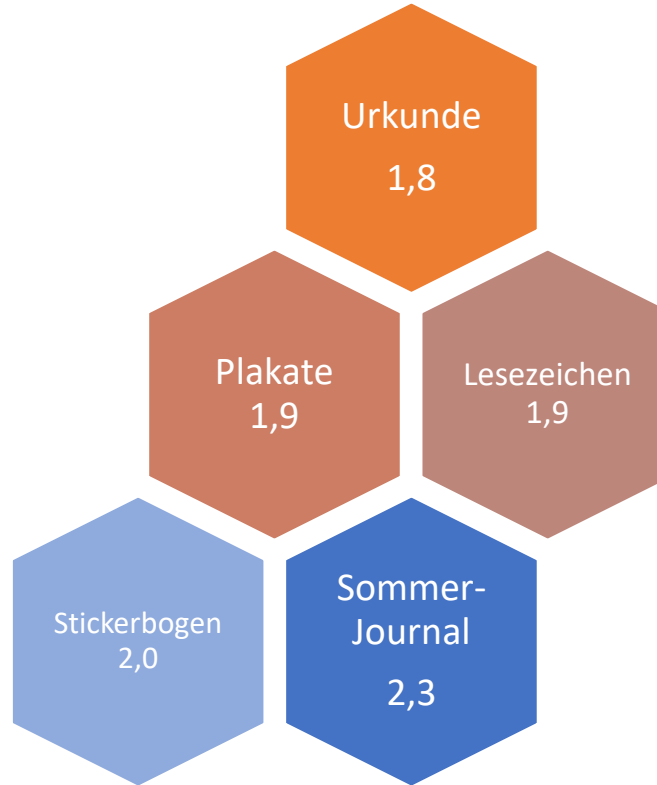 Urkunde
1,8
Plakate
1,9
Lesezeichen
1,9
Stickerbogen
2,0
Sommer-
Journal
2,3